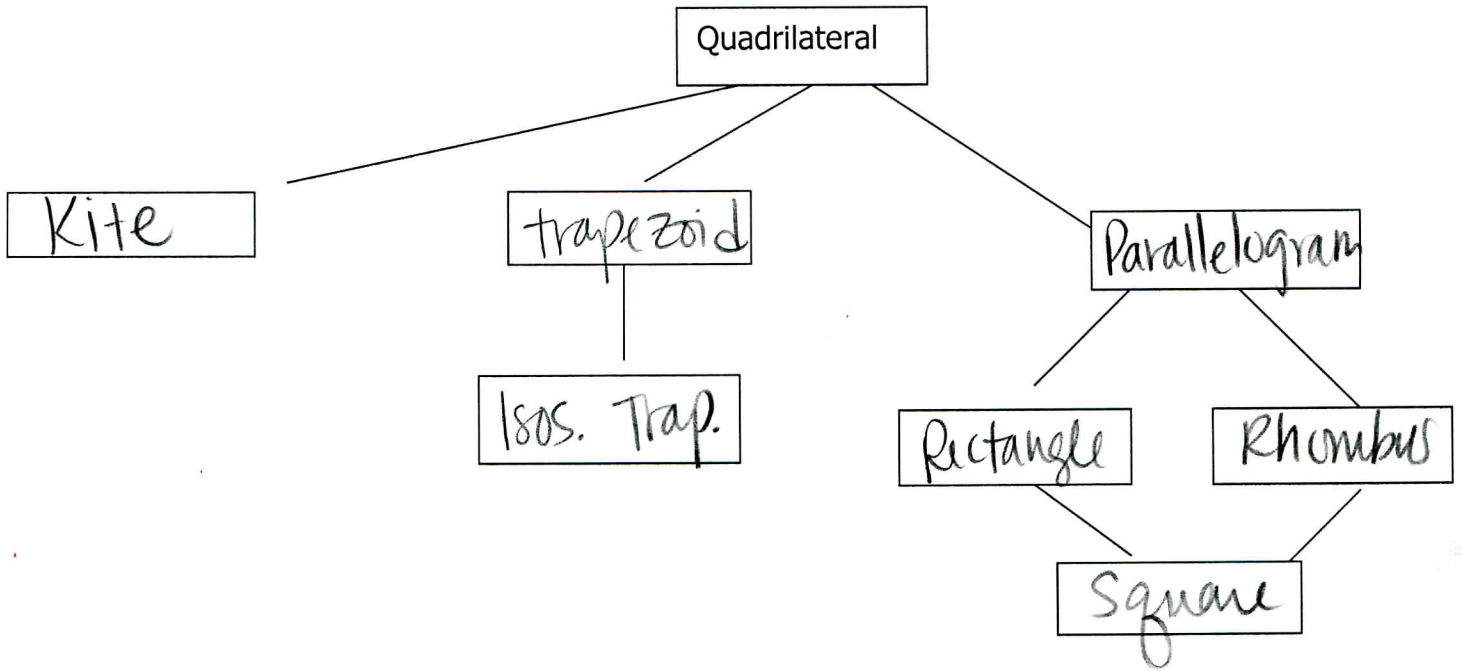 Quadrilateral
Kite
trapezoid
Parallelogram
Isos. Trap.
Rectangle
Rhombus
Square